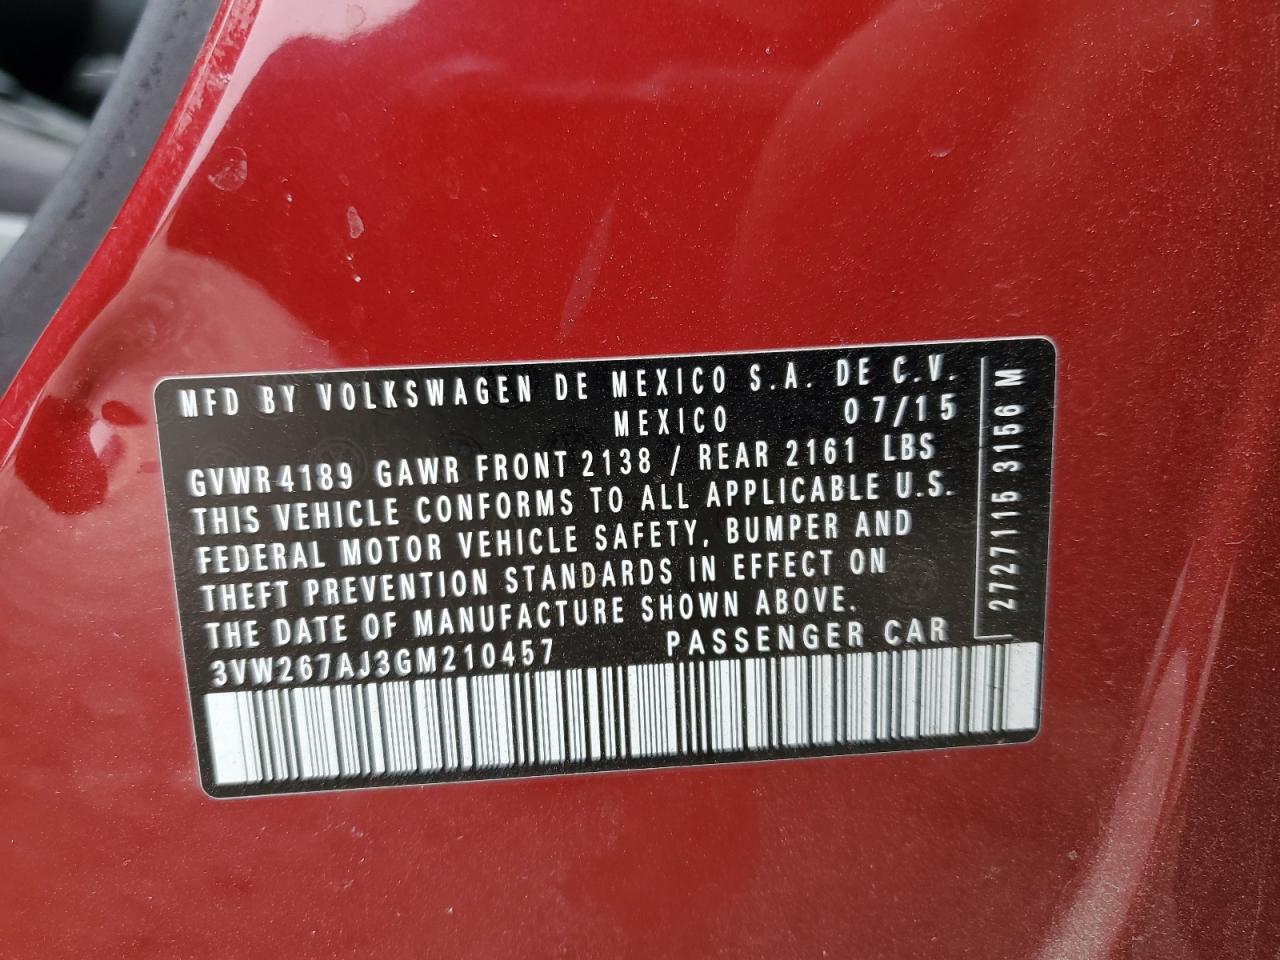 MFD BY VOLKSWAGEN DE MEXICO S.A. DE C.V.
MEXICO 07/15
GVWR 4189 GAWR FRONT 2138 / REAR 2161 LBS
THIS VEHICLE CONFORMS TO ALL APPLICABLE U.S.
FEDERAL MOTOR VEHICLE SAFETY, BUMPER AND
THEFT PREVENTION STANDARDS IN EFFECT ON
THE DATE OF MANUFACTURE SHOWN ABOVE.
3VW267AJ3GM210457 PASSENGER CAR
2727115 3156 M